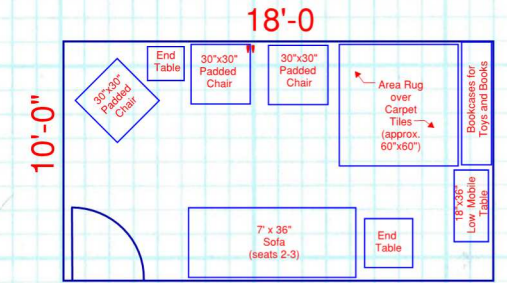 18'-0
"
10'-0"
End
Table
30"x30"
Padded
Chair
30"x30"
Padded
Chair
30"x30"
Padded
Chair
Area Rug
over
Carpet
Tiles
(approx.
60"x60")
Bookcases for
Toys and Books
18"x36"
Low Mobile
Table
7' x 36"
Sofa
(seats 2-3)
End
Table